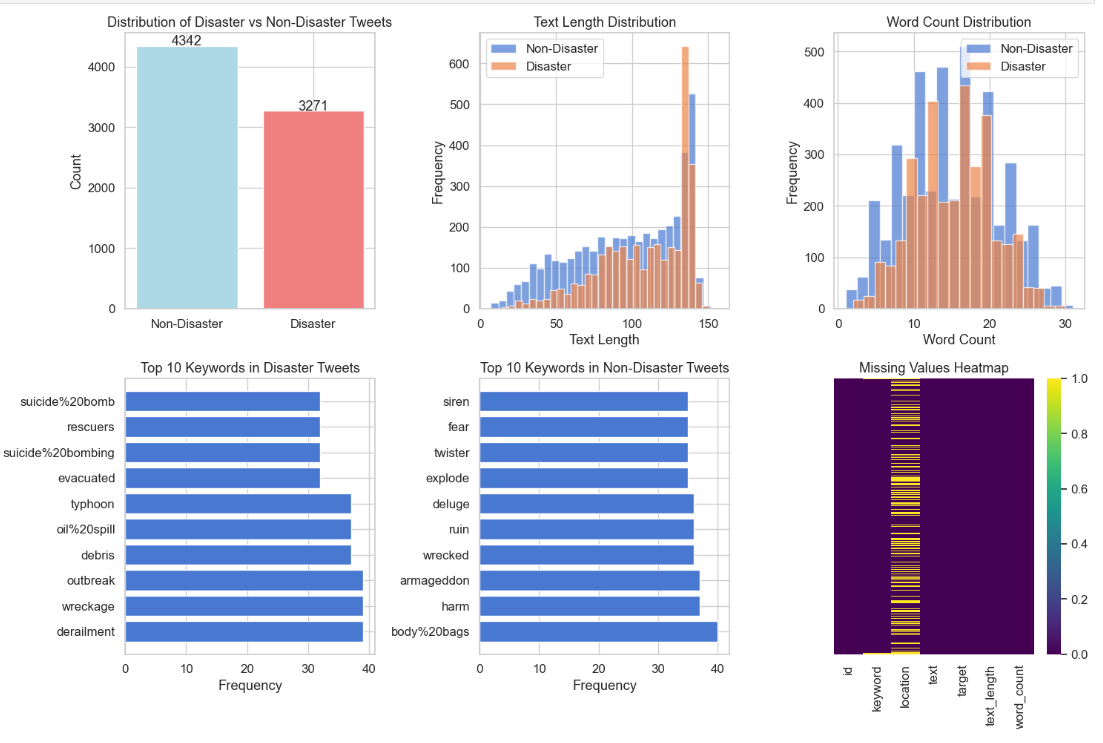 Distribution of Disaster vs Non-Disaster Tweets
4342
3271
4000
3000
2000
1000
0
Count
Non-Disaster
Disaster
Text Length Distribution
Non-Disaster
Disaster
600
500
400
300
200
100
0
Frequency
0
50
100
150
Text Length
Word Count Distribution
Non-Disaster
Disaster
500
400
300
200
100
0
Frequency
0
10
20
30
Word Count
Top 10 Keywords in Disaster Tweets
suicide%20bomb
rescuers
suicide%20bombing
evacuated
typhoon
oil%20spill
debris
outbreak
wreckage
derailment
0
10
20
30
40
Frequency
Top 10 Keywords in Non-Disaster Tweets
siren
fear
twister
explode
deluge
ruin
wrecked
armageddon
harm
body%20bags
0
10
20
30
40
Frequency
Missing Values Heatmap
1.0
0.8
0.6
0.4
0.2
0.0
id
keyword
location
text
target
text_length
word_count